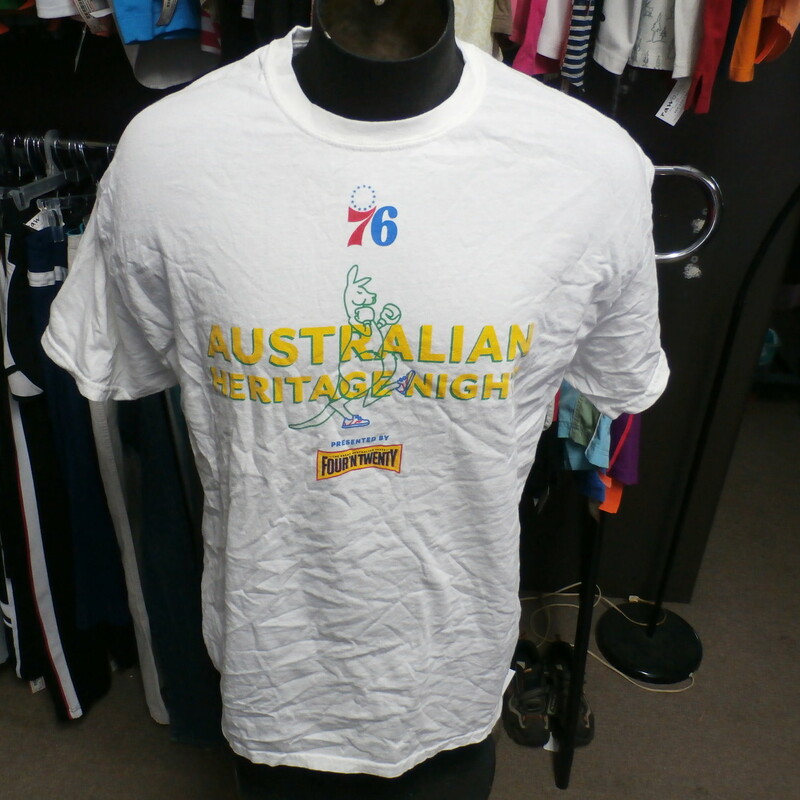 76
AUSTRALIAN
HERITAGE NIGHT
PRESENTED BY
FOUR'N TWENTY